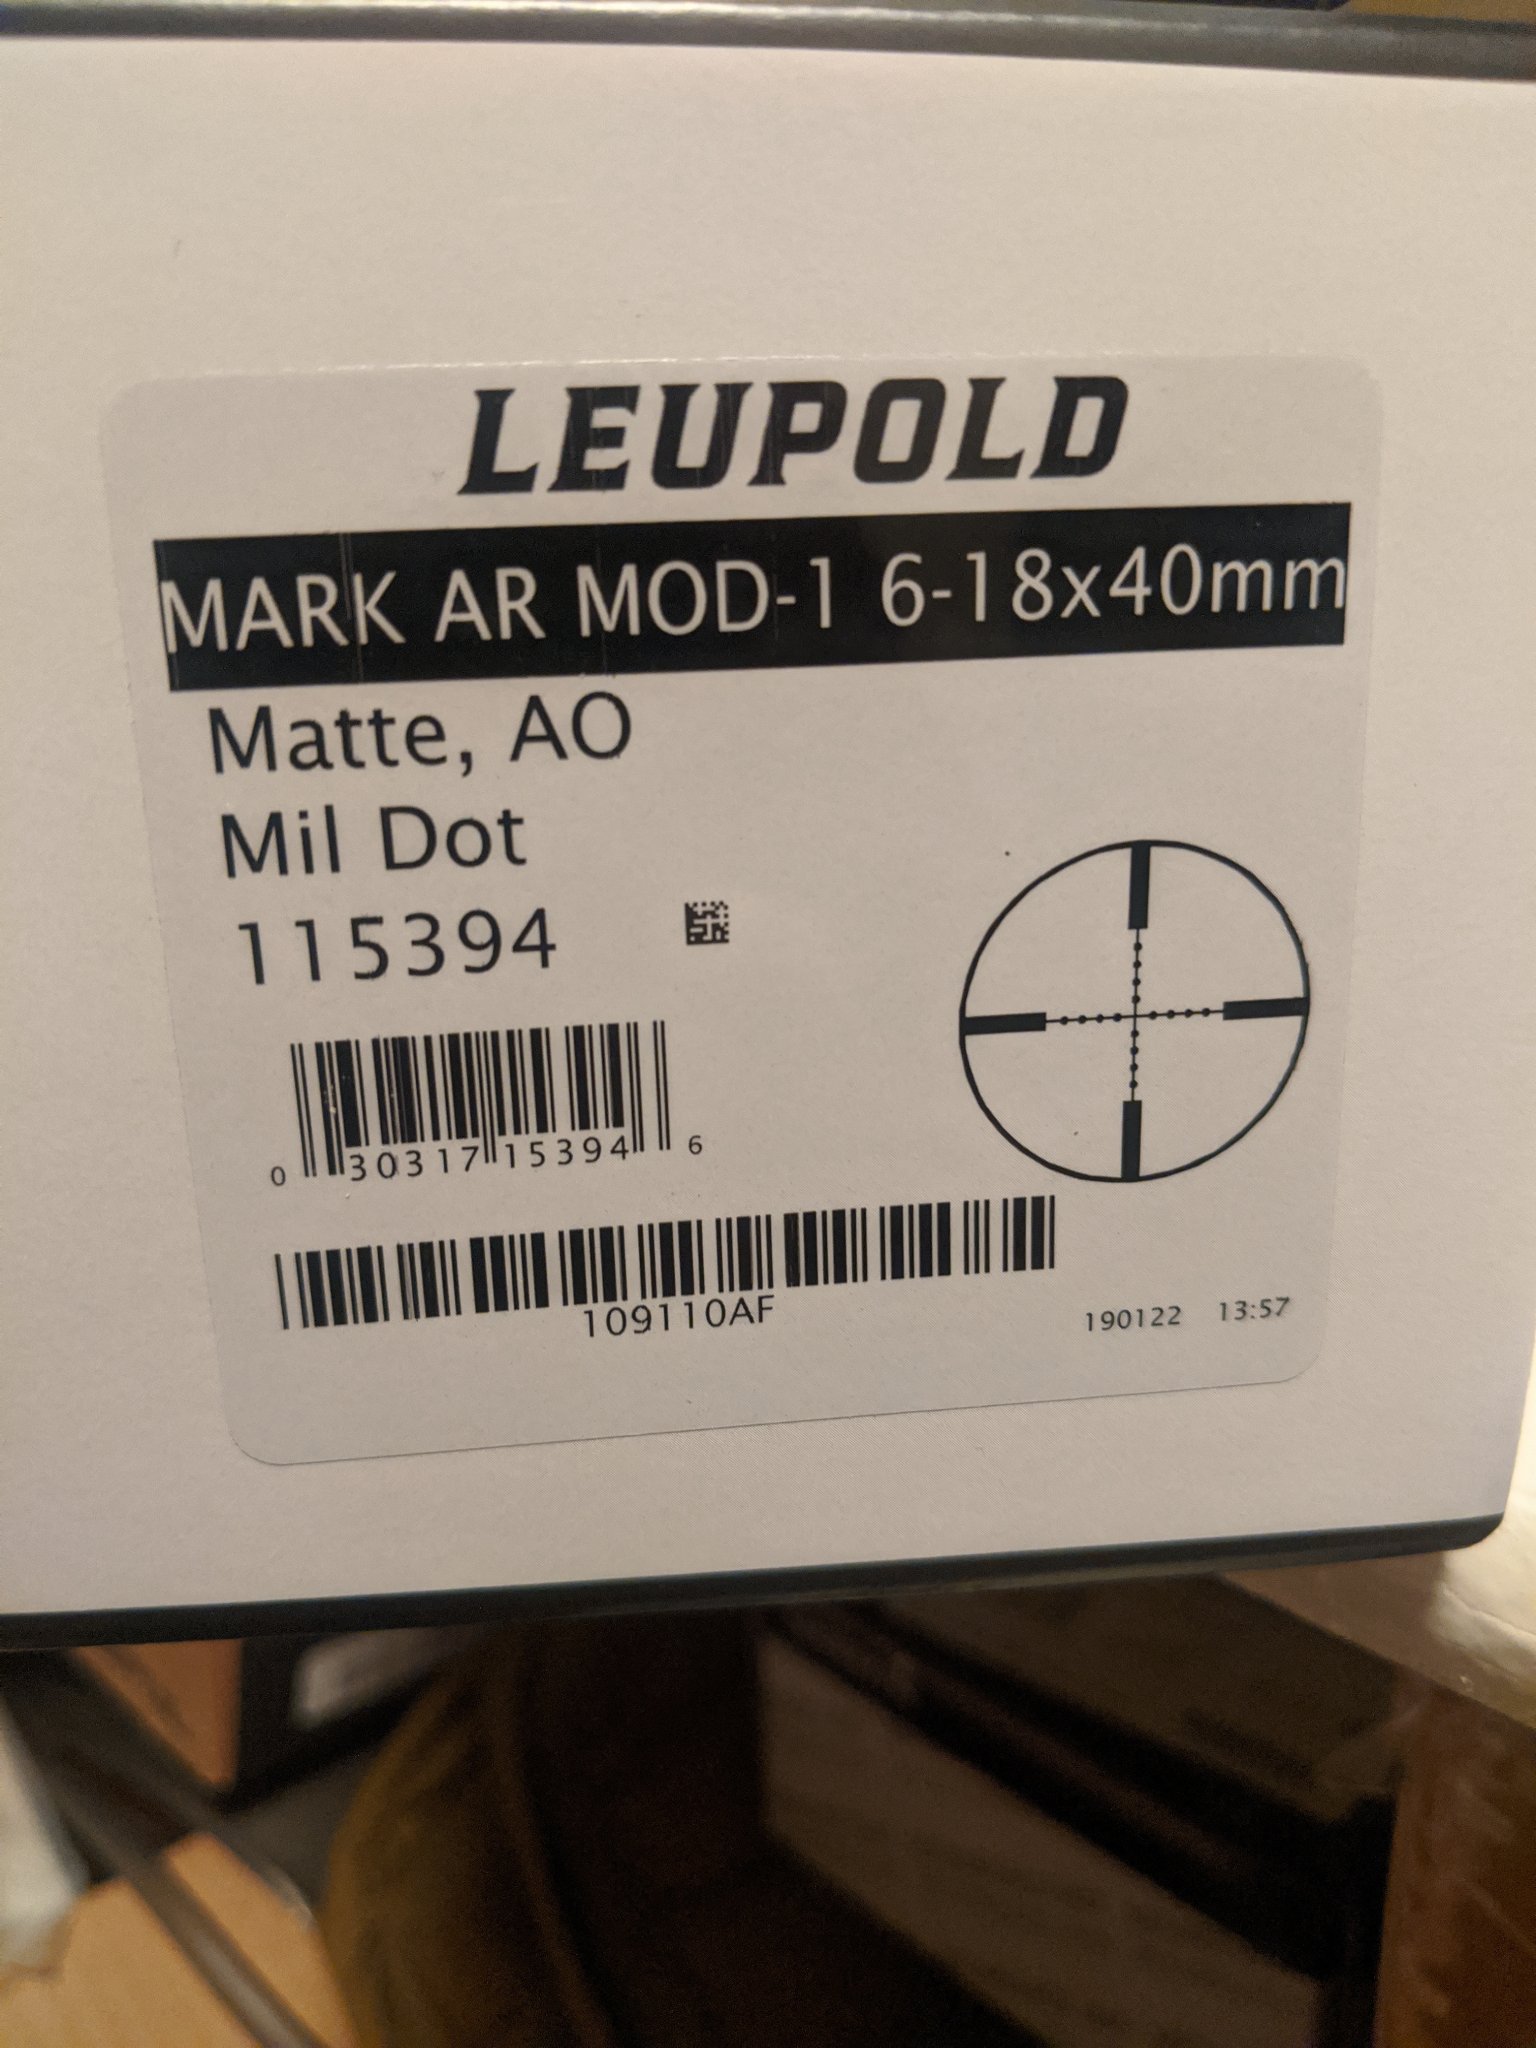 LEUPOLD
MARK AR MOD-1 6-18x40mm
Matte, AO
Mil Dot
115394
0 30317 15394 6
109110AF
190122 13:57